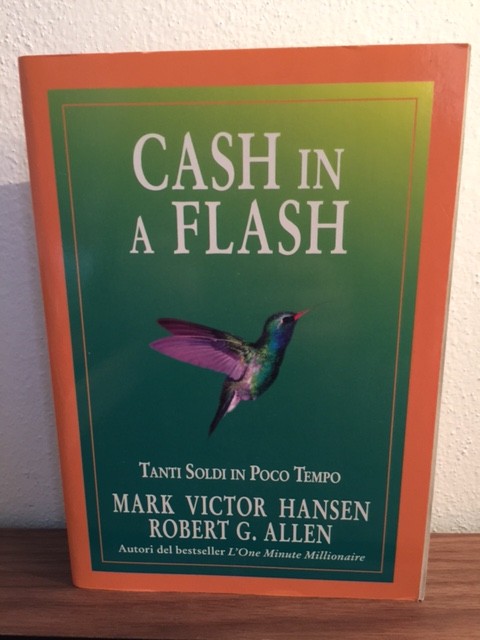 CASH IN
A FLASH
TANTI SOLDI IN POCO TEMPO
MARK VICTOR HANSEN
ROBERT G. ALLEN
Autori del bestseller L'One Minute Millionaire